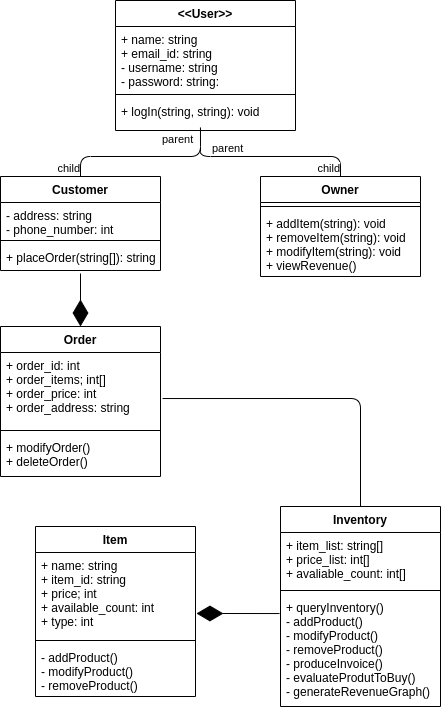 <<User>>
+ name: string
+ email_id: string
- username: string
- password: string:
+ logIn(string, string): void
parent
parent
child
child
Customer
- address: string
- phone_number: int
+ placeOrder(string[]): string
Owner
+ addItem(string): void
+ removeItem(string): void
+ modifyItem(string): void
+ viewRevenue()
Order
+ order_id: int
+ order_items; int[]
+ order_price: int
+ order_address: string
+ modifyOrder()
+ deleteOrder()
Item
+ name: string
+ item_id: string
+ price; int
+ available_count: int
+ type: int
- addProduct()
- modifyProduct()
- removeProduct()
Inventory
+ item_list: string[]
+ price_list: int[]
+ avaliable_count: int[]
+ queryInventory()
- addProduct()
- modifyProduct()
- removeProduct()
- produceInvoice()
- evaluateProdutToBuy()
- generateRevenueGraph()